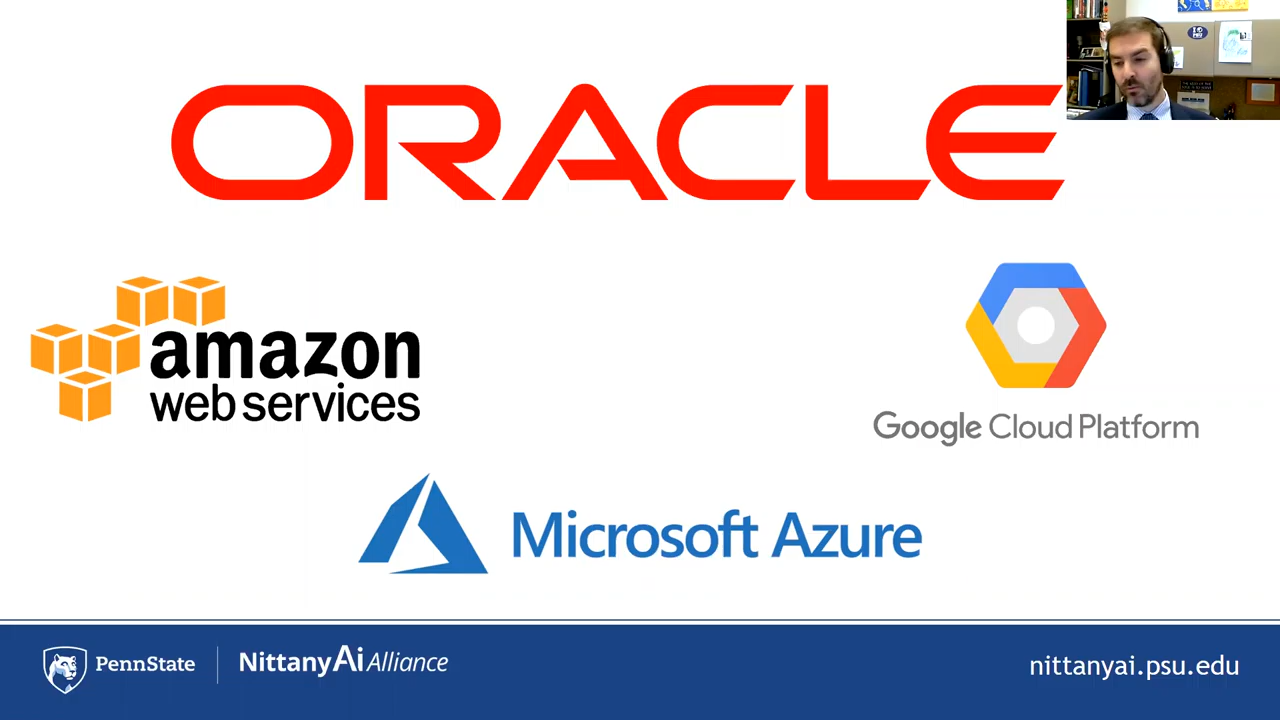 ORACLE
amazon
web services
Google Cloud Platform
Microsoft Azure
PennState
NittanyAi Alliance
nittanyai.psu.edu